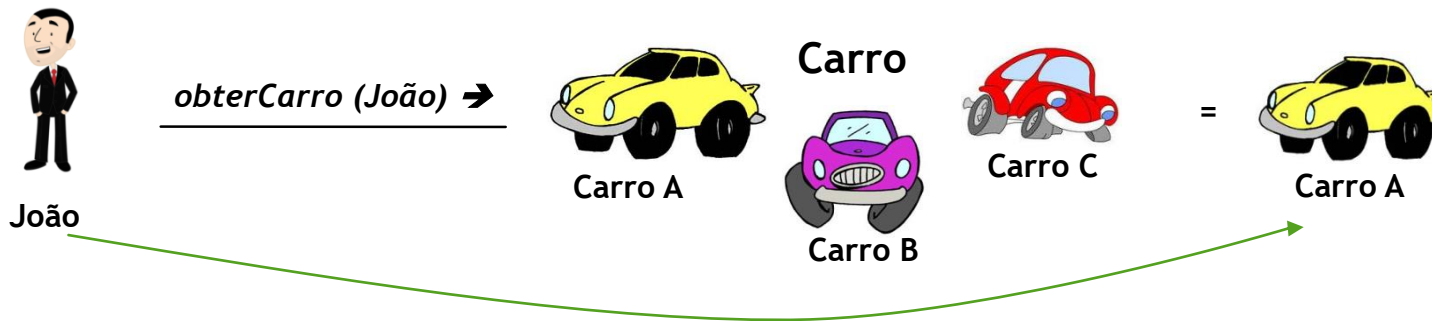 João
obterCarro (João) ➔
Carro A
Carro
Carro B
Carro C
=
Carro A